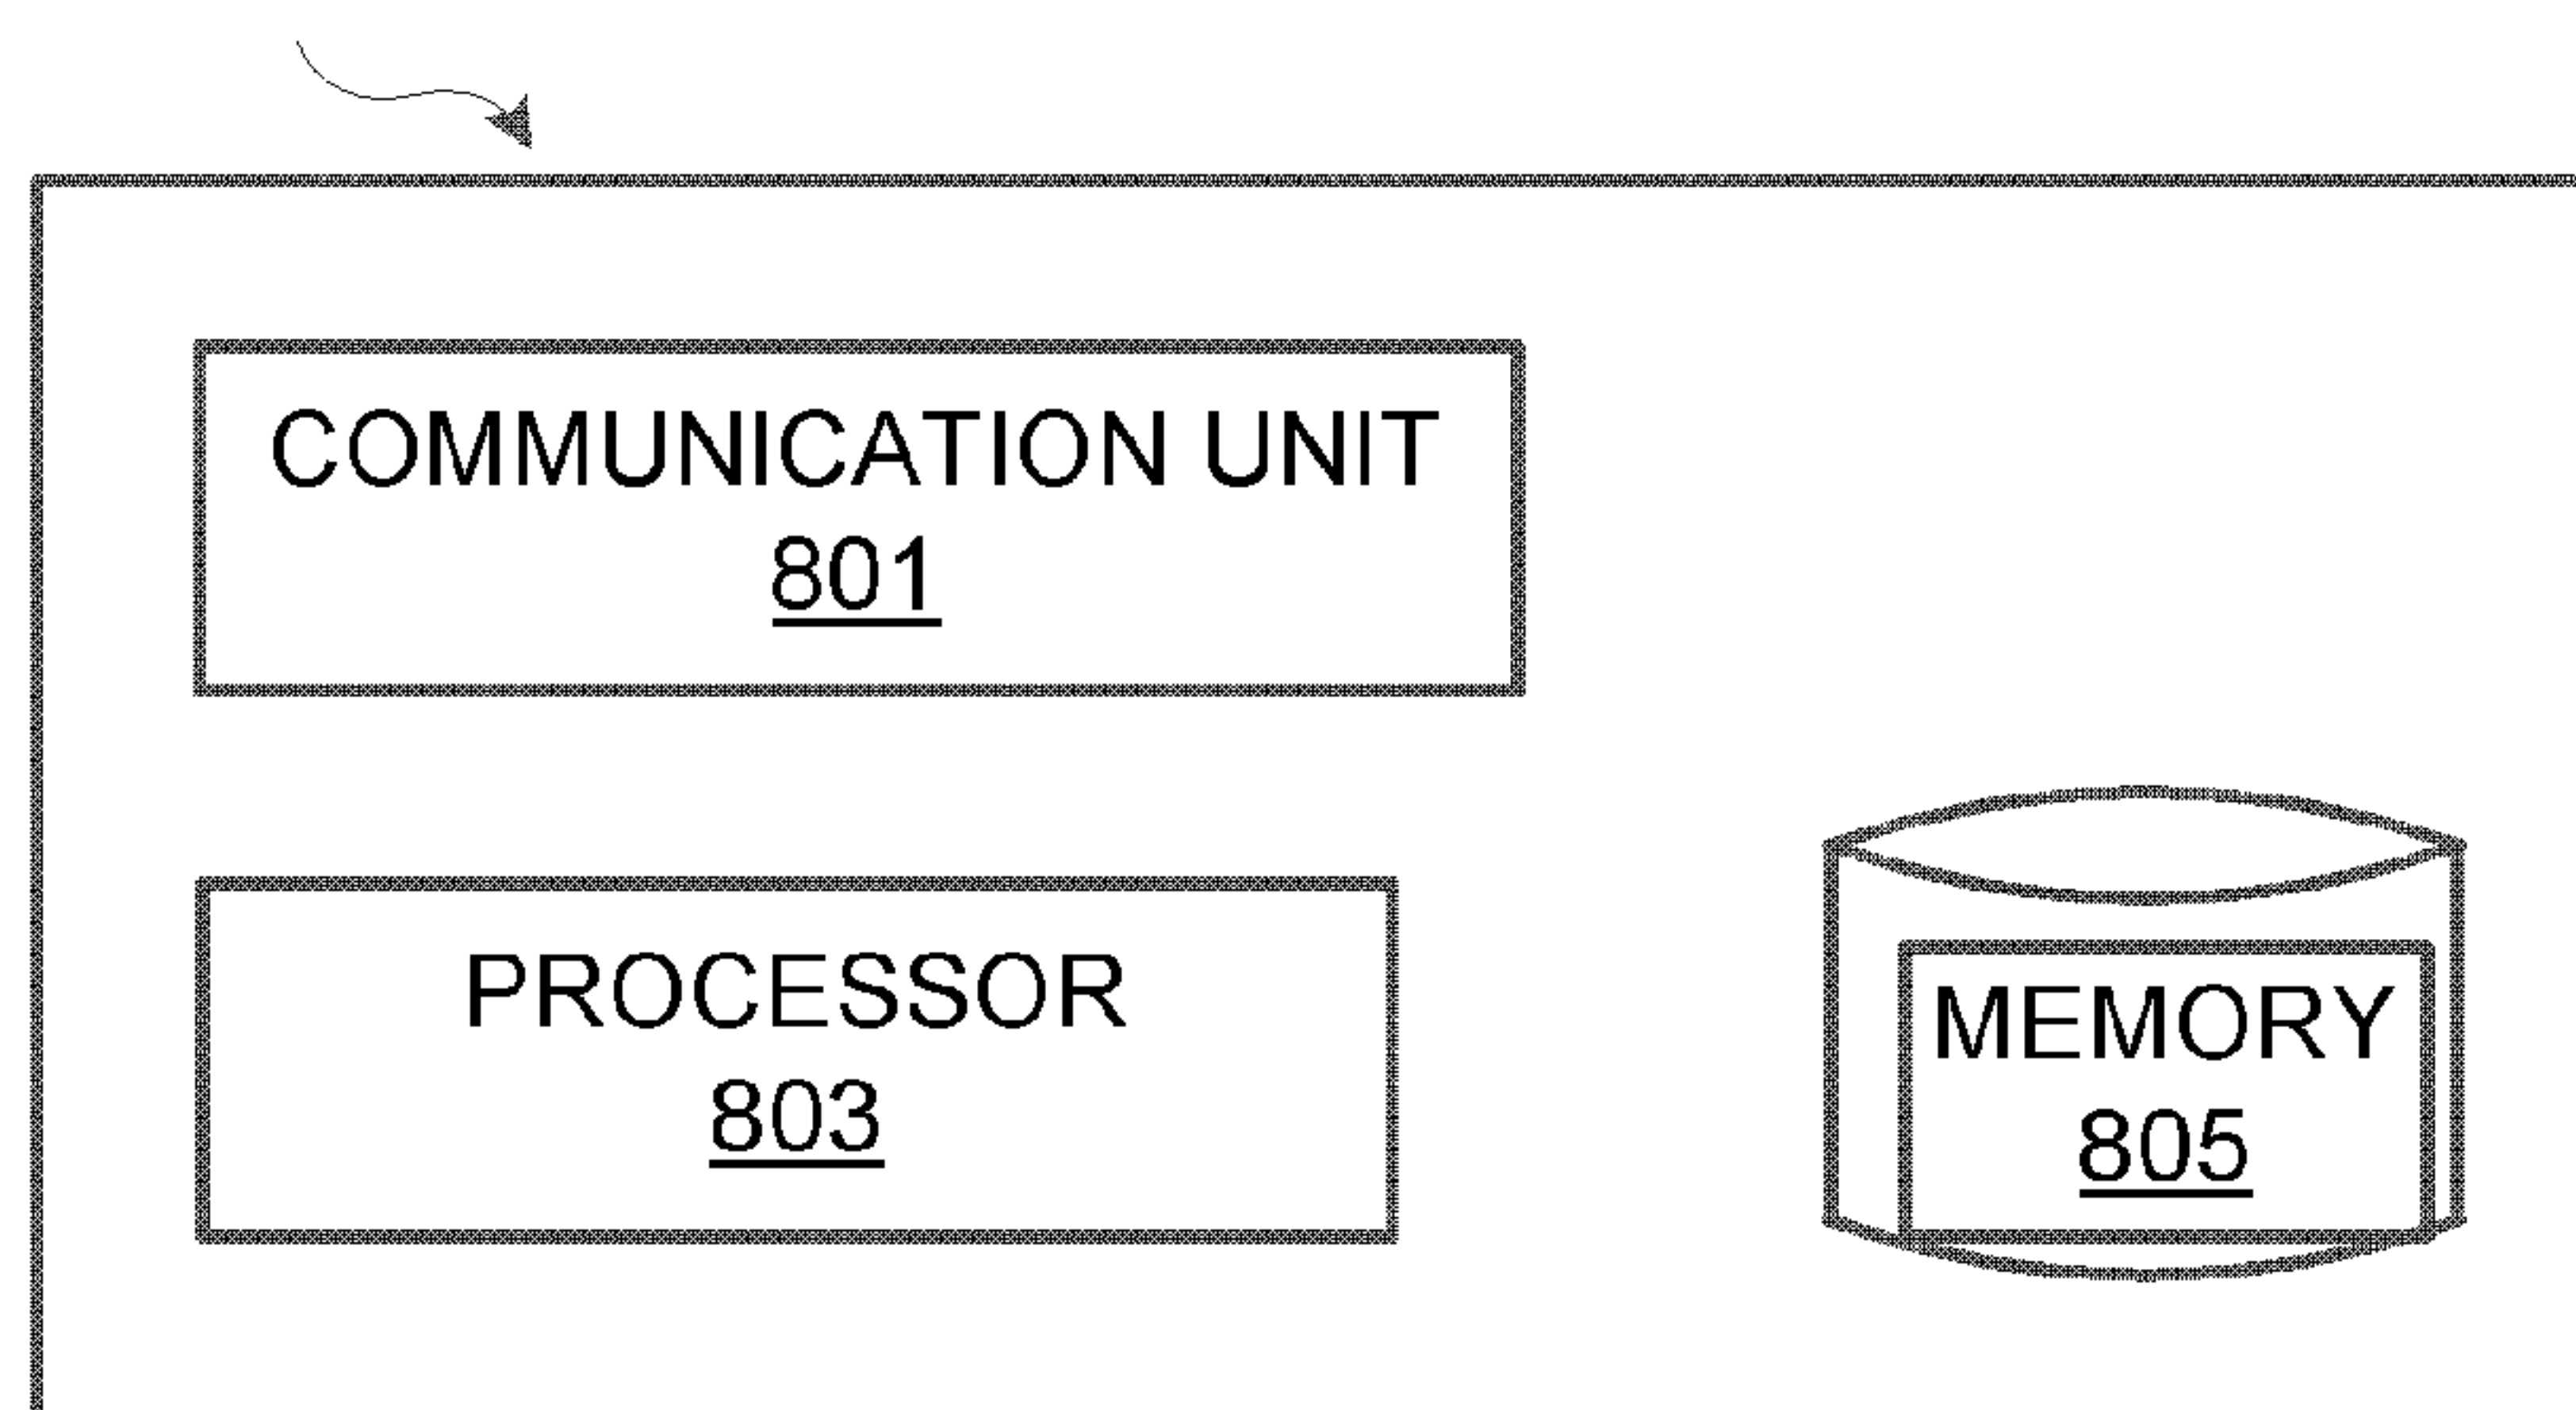 COMMUNICATION UNIT
801
PROCESSOR
803
MEMORY
805